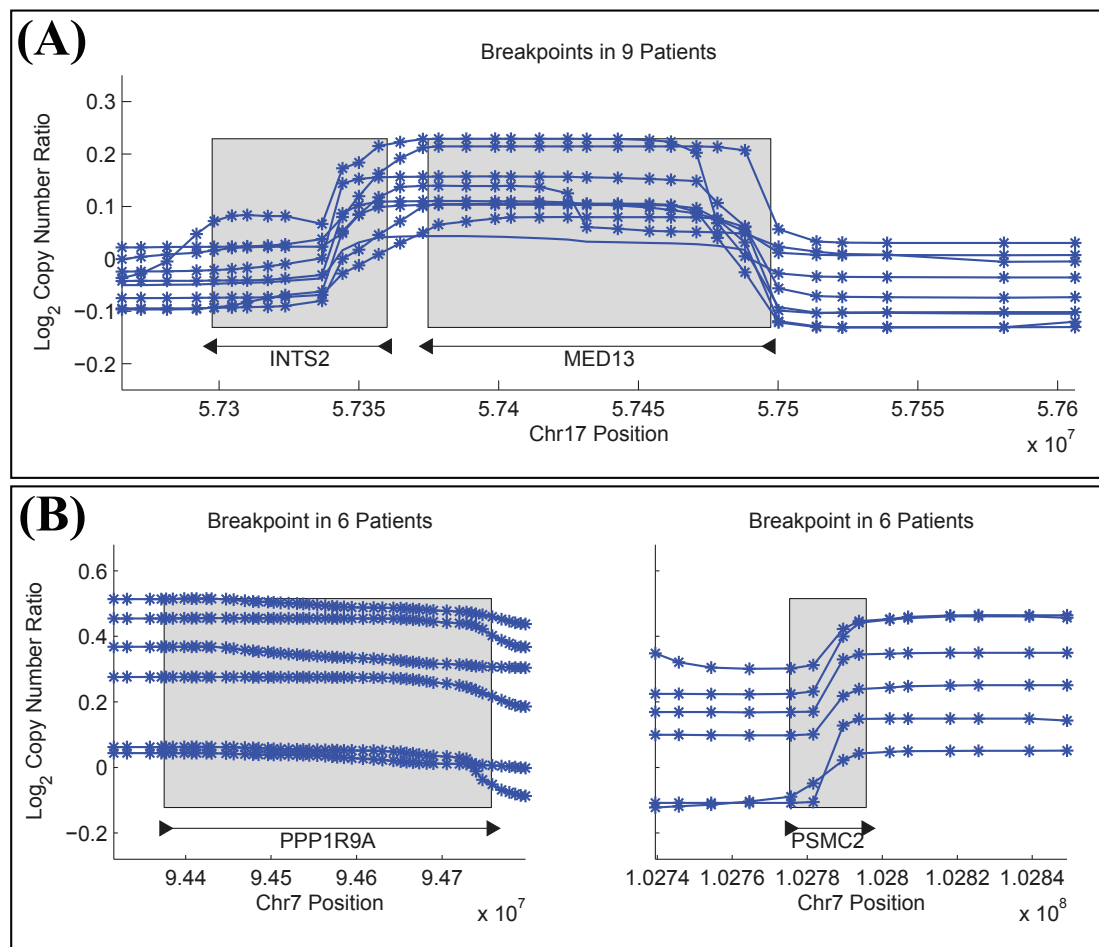 (A)
Breakpoints in 9 Patients
Log2 Copy Number Ratio
0.3
0.2
0.1
0
−0.1
−0.2
INTS2
MED13
5.73
5.735
5.74
5.745
5.75
5.755
5.76
Chr17 Position
x 10^7
(B)
Breakpoint in 6 Patients
Log2 Copy Number Ratio
0.6
0.4
0.2
0
−0.2
PPP1R9A
9.44
9.45
9.46
9.47
Chr7 Position
x 10^7
Breakpoint in 6 Patients
PSMC2
1.0274
1.0276
1.0278
1.028
1.0282
1.0284
Chr7 Position
x 10^8